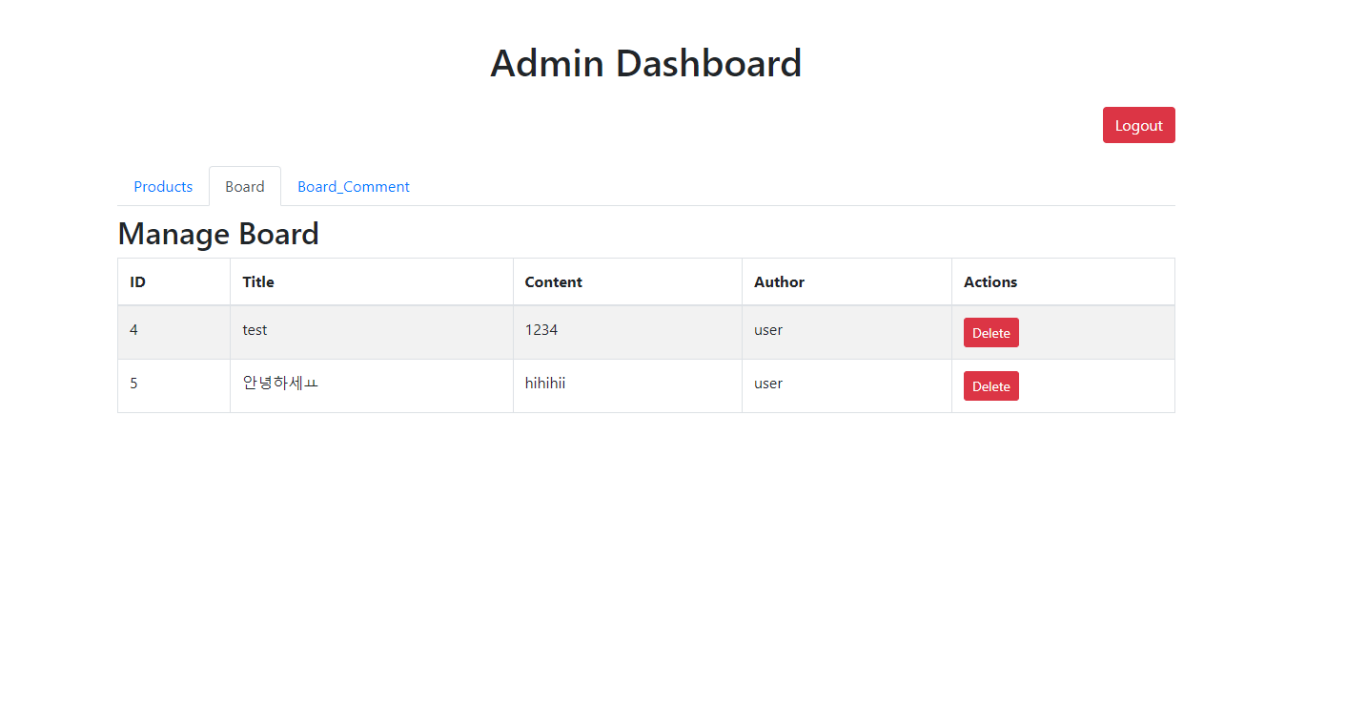 Admin Dashboard
Logout
Products Board Board_Comment
Manage Board
ID Title Content Author Actions
4 test 1234 user Delete
5 안녕하세ㅛ hihihii user Delete